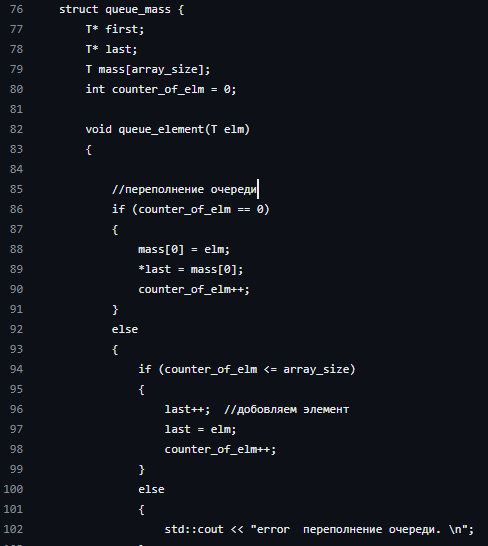 76 struct queue_mass {
77 T* first;
78 T* last;
79 T mass[array_size];
80 int counter_of_elm = 0;
81
82 void queue_element(T elm)
83 {
84
85 //переполнение очереди
86 if (counter_of_elm == 0)
87 {
88 mass[0] = elm;
89 *last = mass[0];
90 counter_of_elm++;
91 }
92 else
93 {
94 if (counter_of_elm <= array_size)
95 {
96 last++;  //добовляем элемент
97 last = elm;
98 counter_of_elm++;
99 }
100 else
101 {
102 std::cout << "error  переполнение очереди. \n";